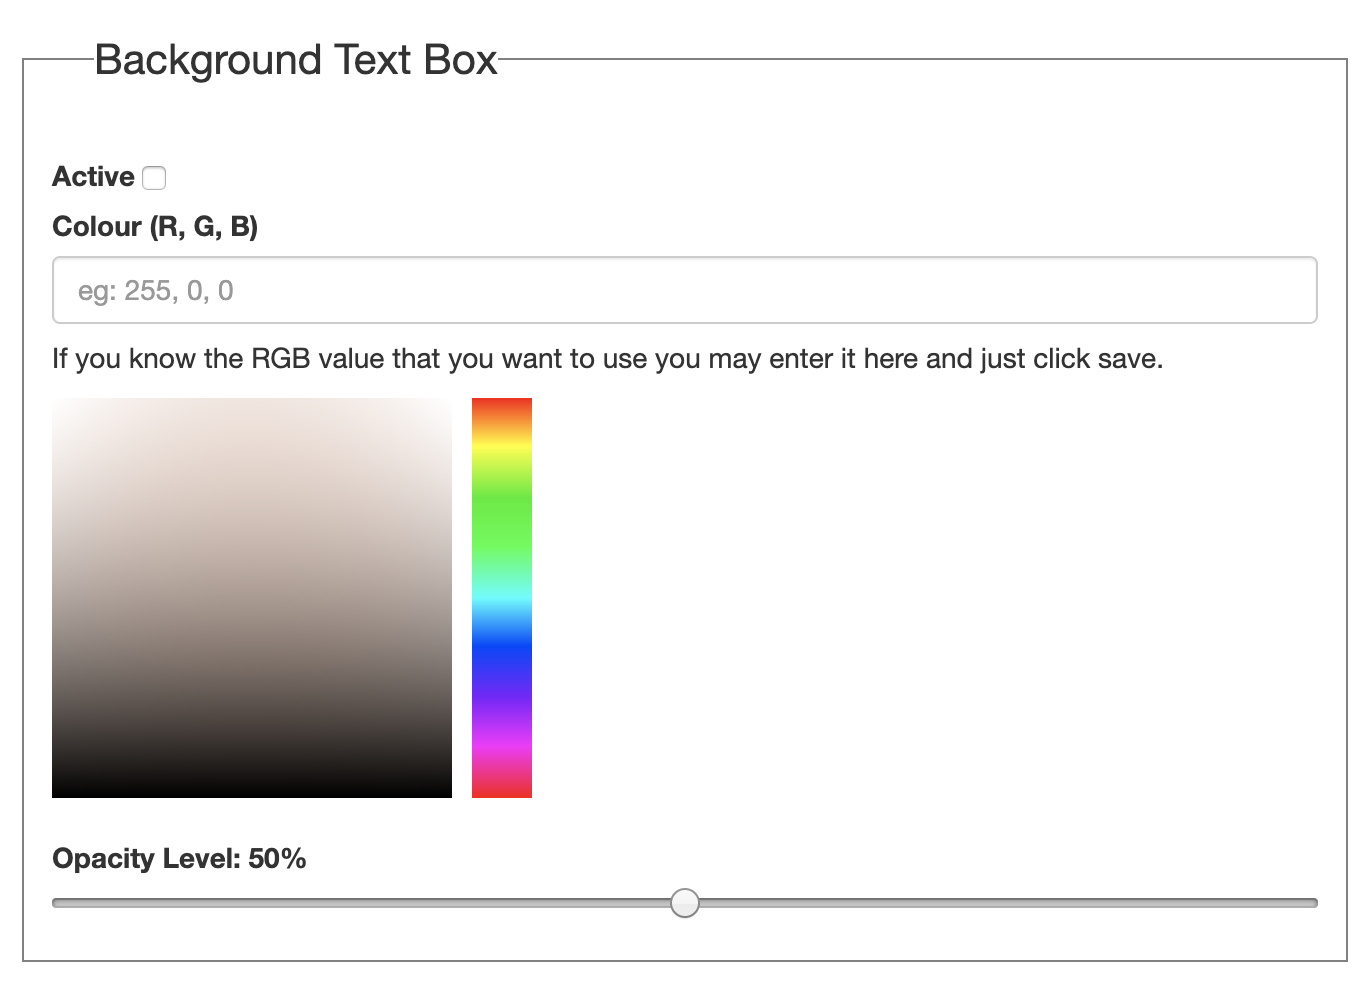 Background Text Box
Active
Colour (R, G, B)
eg: 255, 0, 0
If you know the RGB value that you want to use you may enter it here and just click save.
Opacity Level: 50%